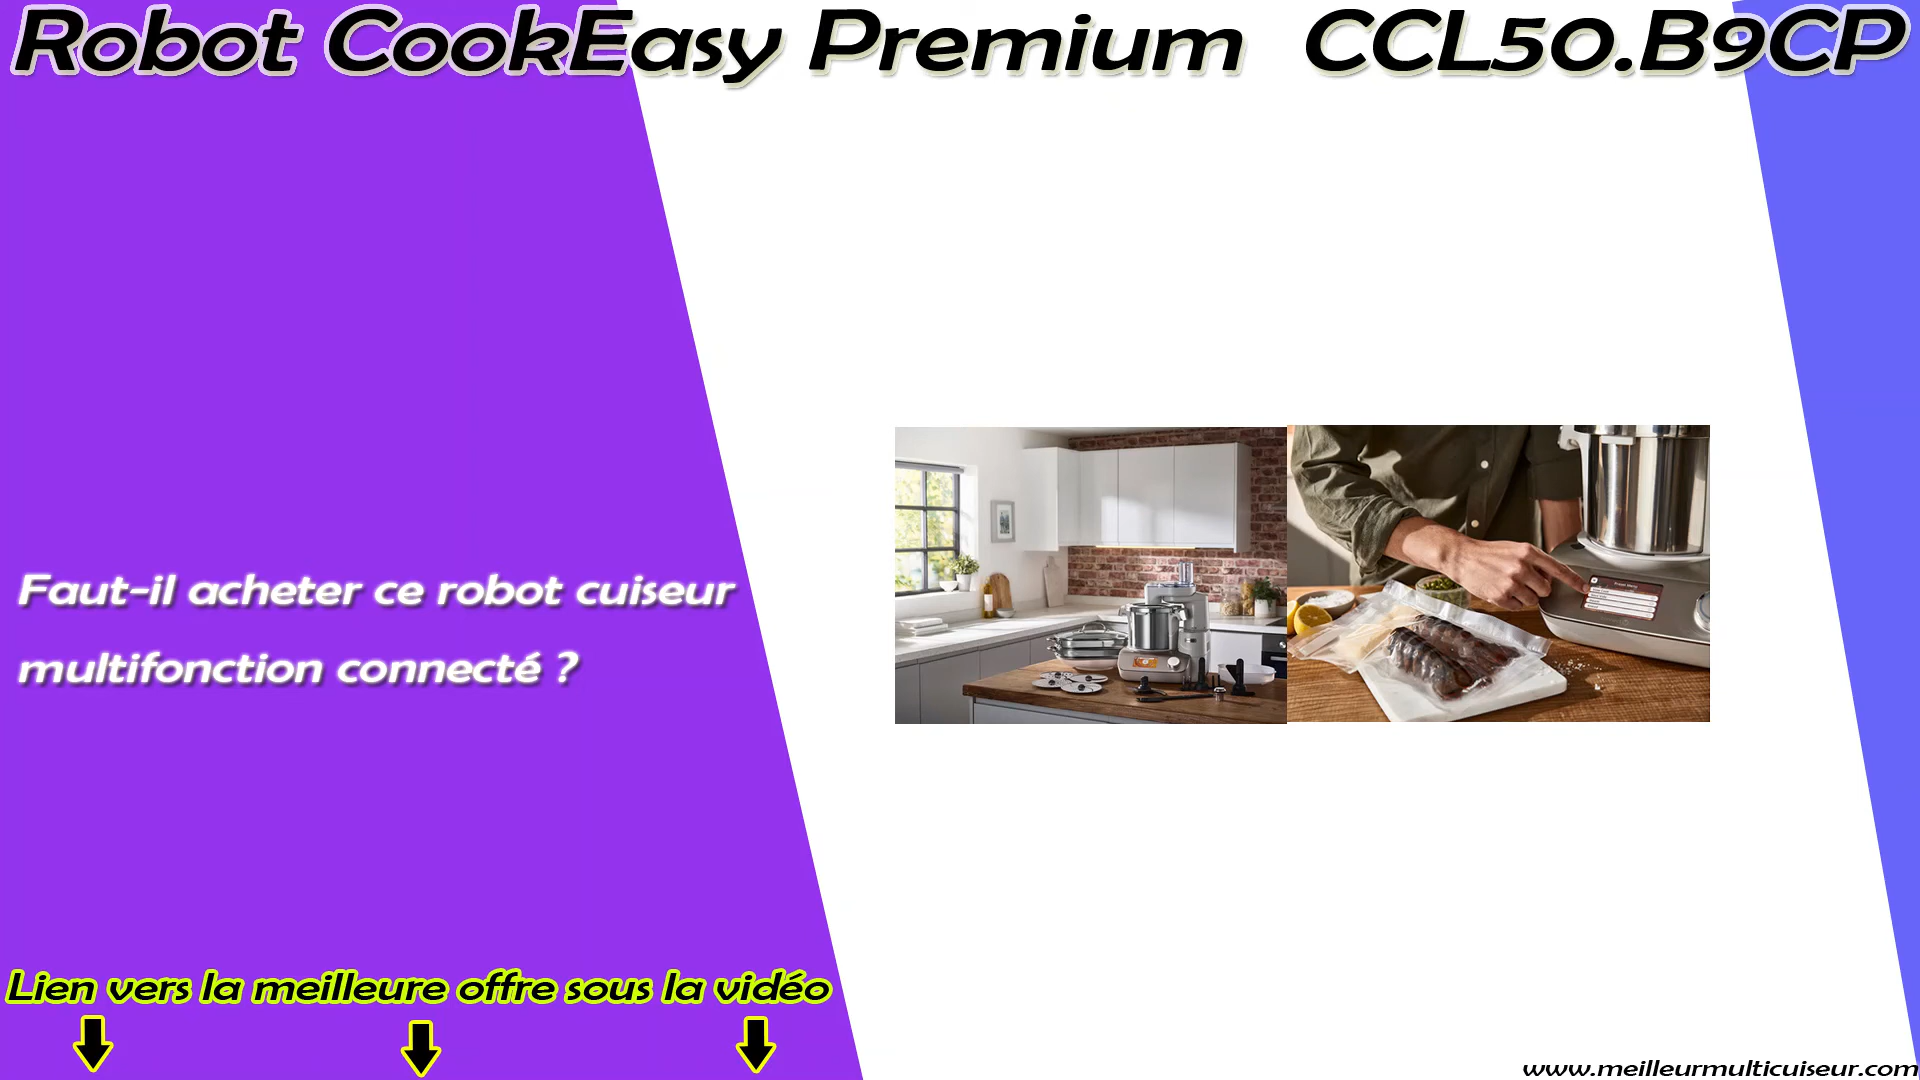 Robot CookEasy Premium CCL50.B9CP
Faut-il acheter ce robot cuiseur
multifonction connecté ?
Lien vers la meilleure offre sous la vidéo
www.meilleurmulticuiseur.com